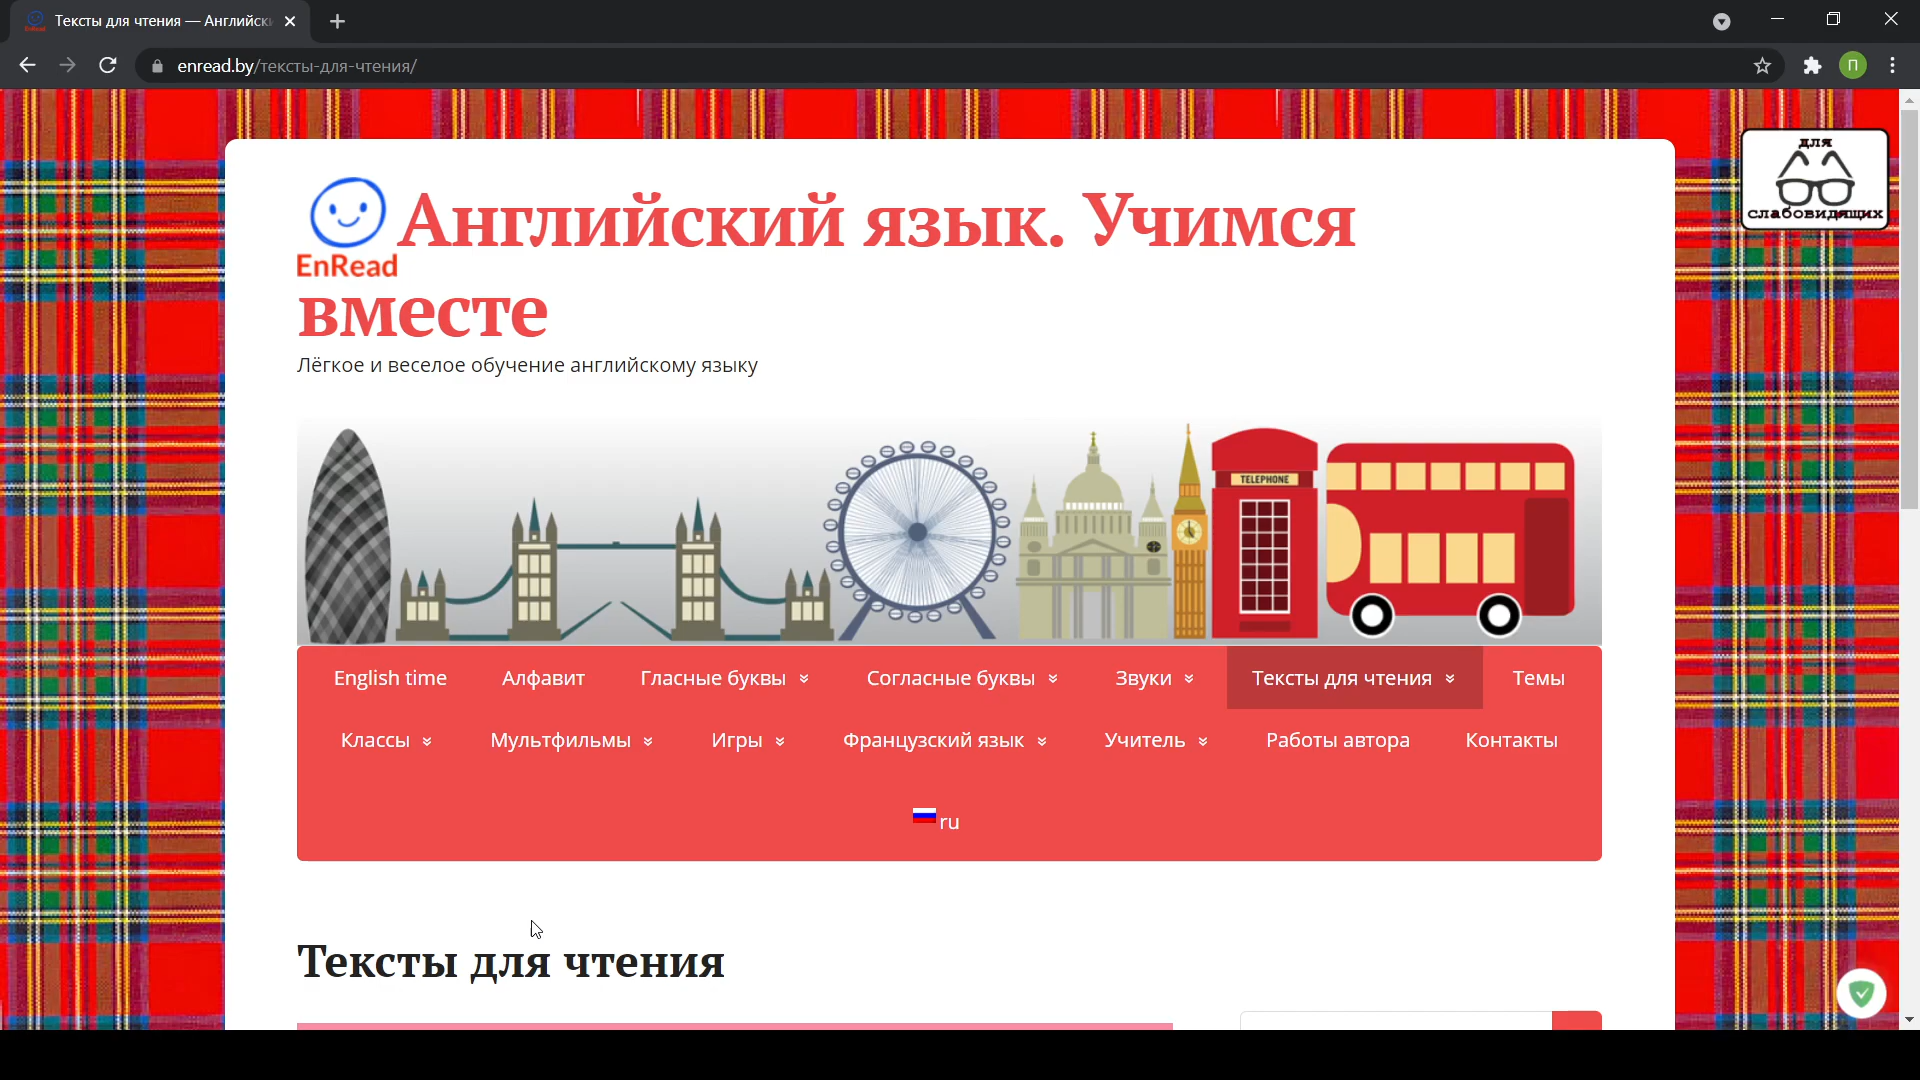 Тексты для чтения — Английск
enread.by/тексты-для-чтения/
П
для
слабовидящих
EnRead
Английский язык. Учимся
вместе
Лёгкое и веселое обучение английскому языку
TELEPHONE
English time Алфавит Гласные буквы Согласные буквы Звуки Тексты для чтения Темы
Классы Мультфильмы Игры Французский язык Учитель Работы автора Контакты
ru
Тексты для чтения